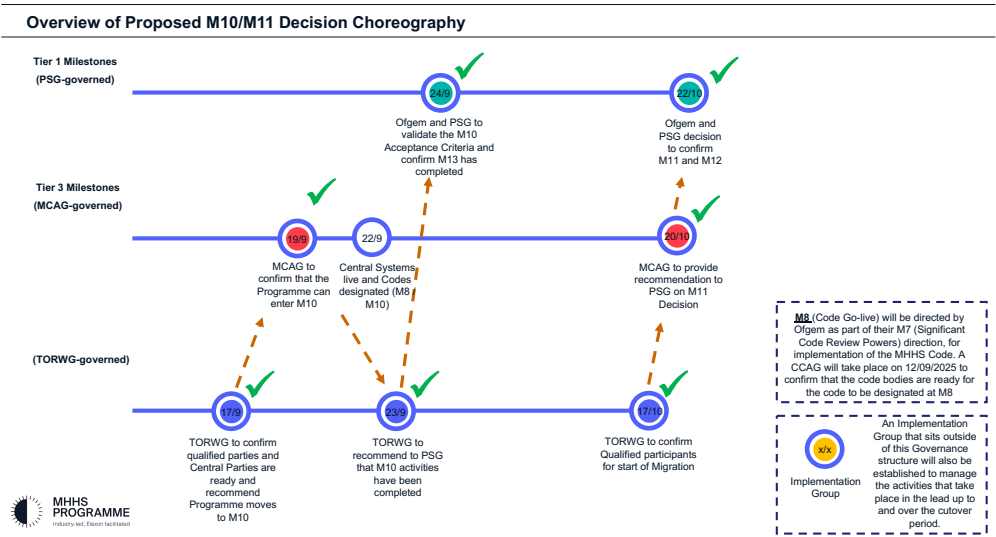 Overview of Proposed M10/M11 Decision Choreography
Tier 1 Milestones
(PSG-governed)
24/9
22/10
Ofgem and PSG to
validate the M10
Acceptance Criteria and
confirm M13 has
completed
Ofgem and
PSG decision
to confirm
M11 and M12
Tier 3 Milestones
(MCAG-governed)
19/9
22/9
20/10
MCAG to
confirm that the
Programme can
enter M10
Central Systems
live and Codes
designated (M8 /
M10)
MCAG to provide
recommendation to
PSG on M11
Decision
(TORWG-governed)
17/9
23/9
17/10
TORWG to confirm
qualified parties and
Central Parties are
ready and
recommend
Programme moves
to M10
TORWG to
recommend to PSG
that M10 activities
have been
completed
TORWG to confirm
Qualified participants
for start of Migration
M8 (Code Go-live) will be directed by
Ofgem as part of their M7 (Significant
Code Review Powers) direction, for
implementation of the MHHS Code. A
CCAG will take place on 12/09/2025 to
confirm that the code bodies are ready for
the code to be designated at M8
x/x
Implementation
Group
An Implementation
Group that sits outside
of this Governance
structure will also be
established to manage
the activities that take
place in the lead up to
and over the cutover
period.
MHHS
PROGRAMME
Industry-led, Elexon facilitated